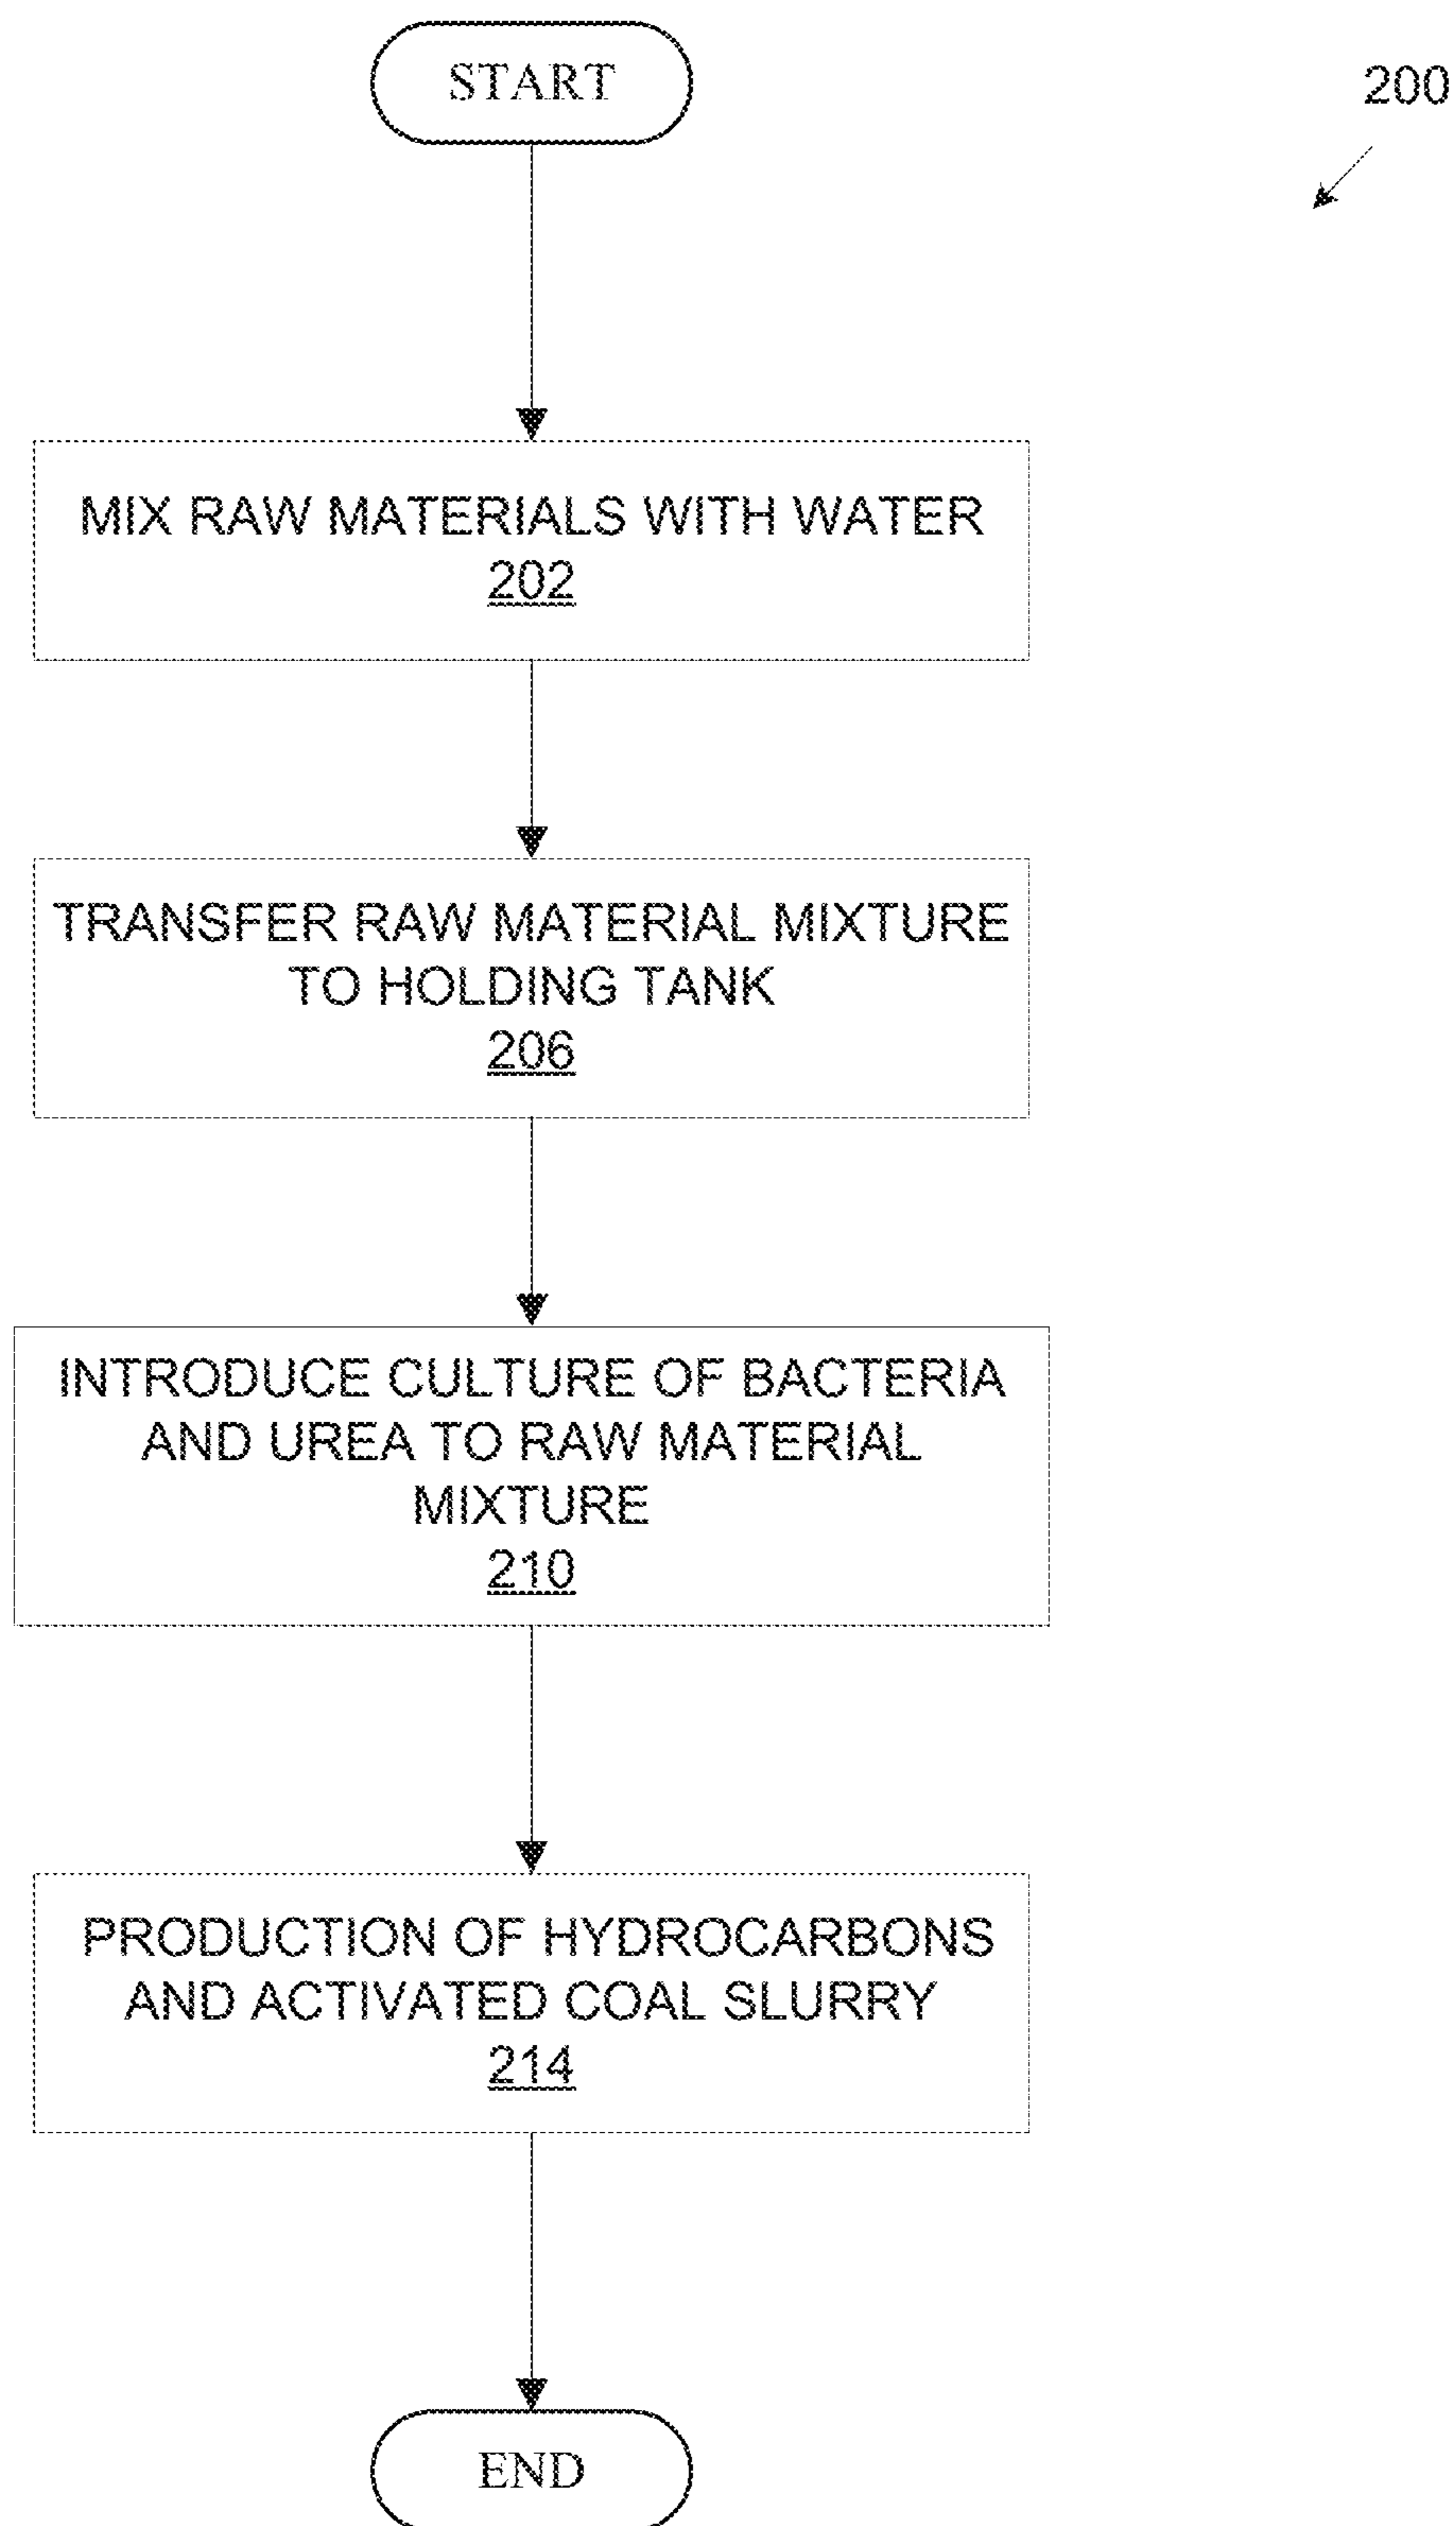 START
200
MIX RAW MATERIALS WITH WATER
202
TRANSFER RAW MATERIAL MIXTURE
TO HOLDING TANK
206
INTRODUCE CULTURE OF BACTERIA
AND UREA TO RAW MATERIAL
MIXTURE
210
PRODUCTION OF HYDROCARBONS
AND ACTIVATED COAL SLURRY
214
END